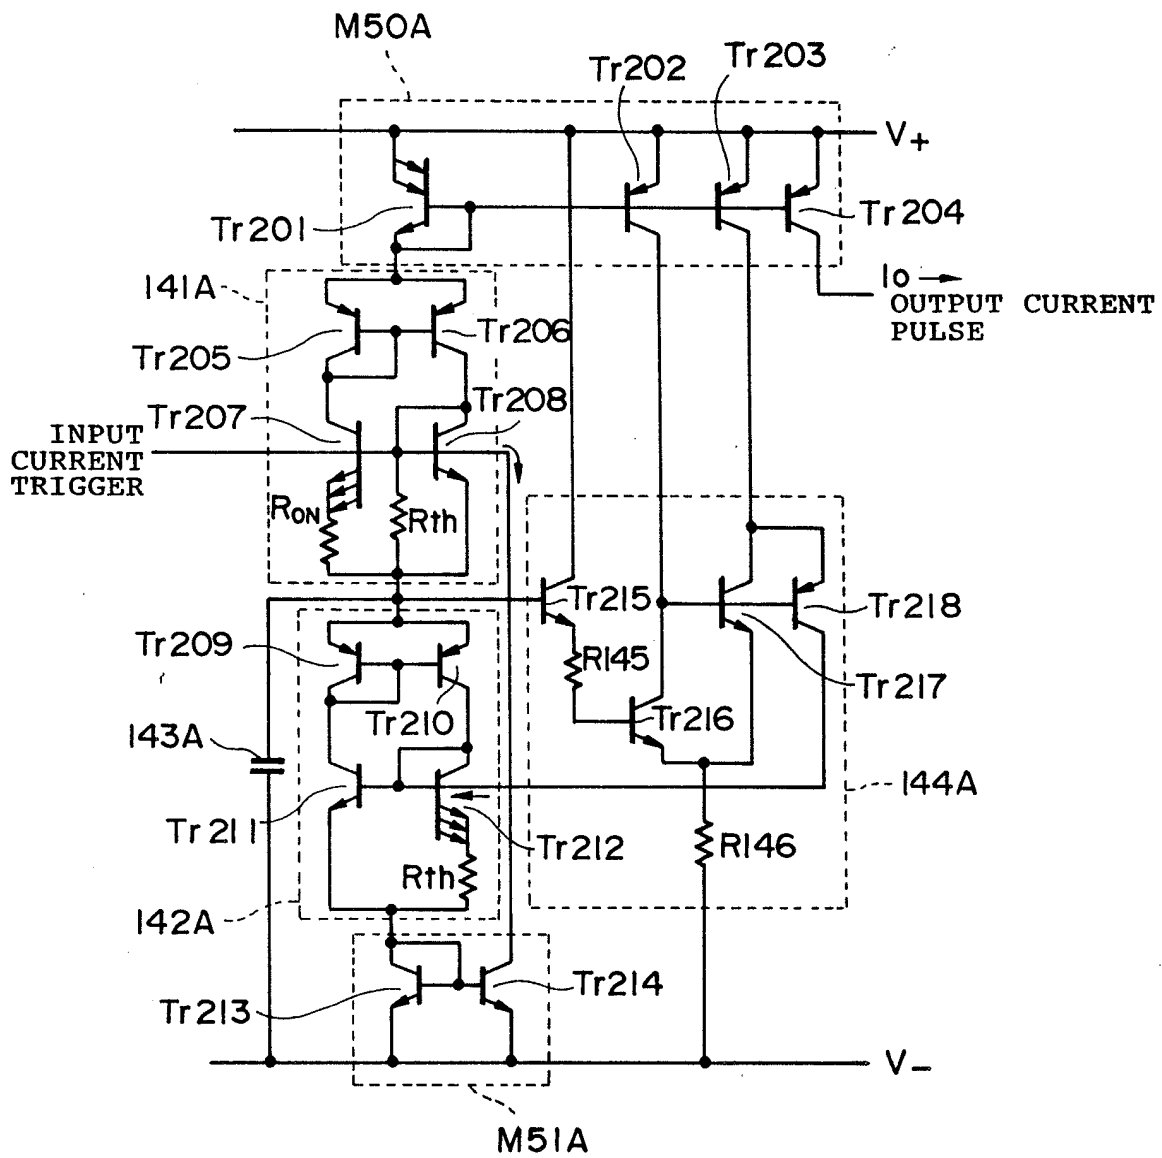 M50A
Tr202
Tr203
V+
Tr201
Tr204
141A
Io →
OUTPUT CURRENT
PULSE
Tr206
Tr205
Tr208
Tr207
INPUT
CURRENT
TRIGGER
RON
Rth
Tr215
Tr218
Tr209
R145
Tr217
Tr210
Tr216
143A
144A
Tr211
Tr212
R146
Rth
142A
Tr214
Tr213
V-
M51A